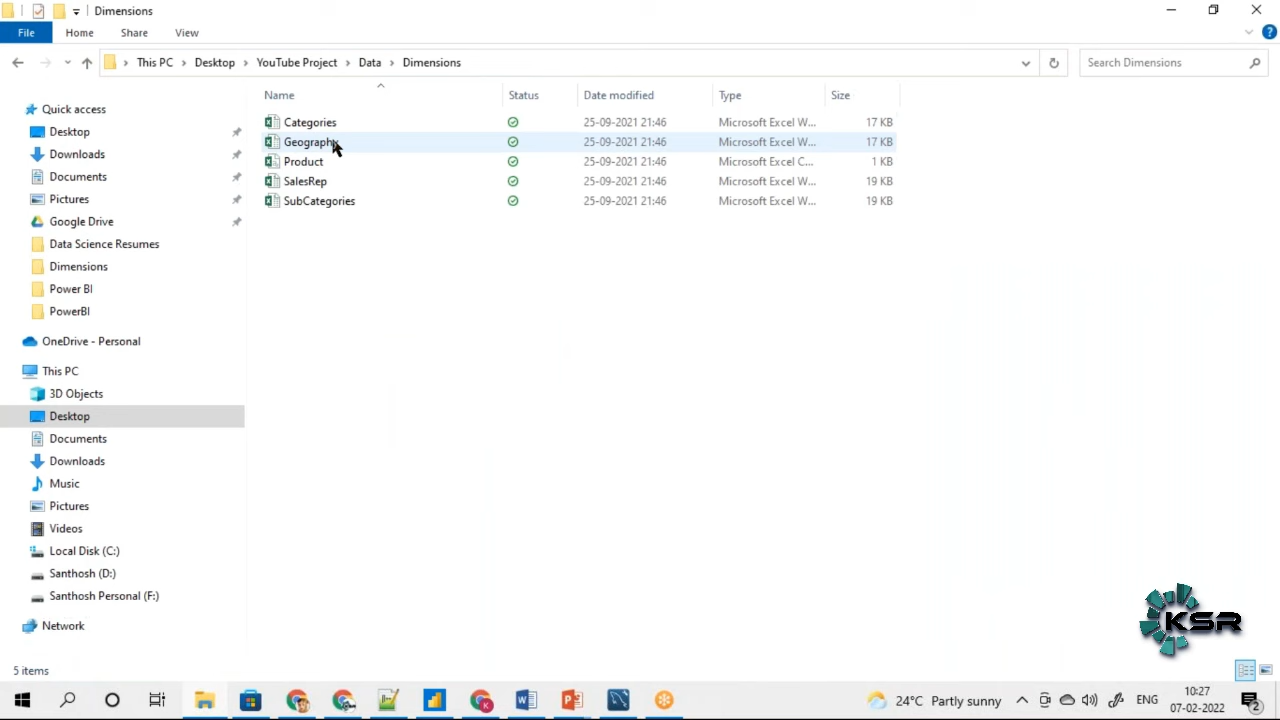 Dimensions
File Home Share View
This PC Desktop YouTube Project Data Dimensions Search Dimensions
Name Status Date modified Type Size
Categories 25-09-2021 21:46 Microsoft Excel W... 17 KB
Geography 25-09-2021 21:46 Microsoft Excel W... 17 KB
Product 25-09-2021 21:46 Microsoft Excel C... 1 KB
SalesRep 25-09-2021 21:46 Microsoft Excel W... 19 KB
SubCategories 25-09-2021 21:46 Microsoft Excel W... 19 KB
Quick access
Desktop
Downloads
Documents
Pictures
Google Drive
Data Science Resumes
Dimensions
Power BI
PowerBI
OneDrive - Personal
This PC
3D Objects
Desktop
Documents
Downloads
Music
Pictures
Videos
Local Disk (C:)
Santhosh (D:)
Santhosh Personal (F:)
Network
KSR
5 items
24°C Partly sunny ENG 10:27
07-02-2022 2